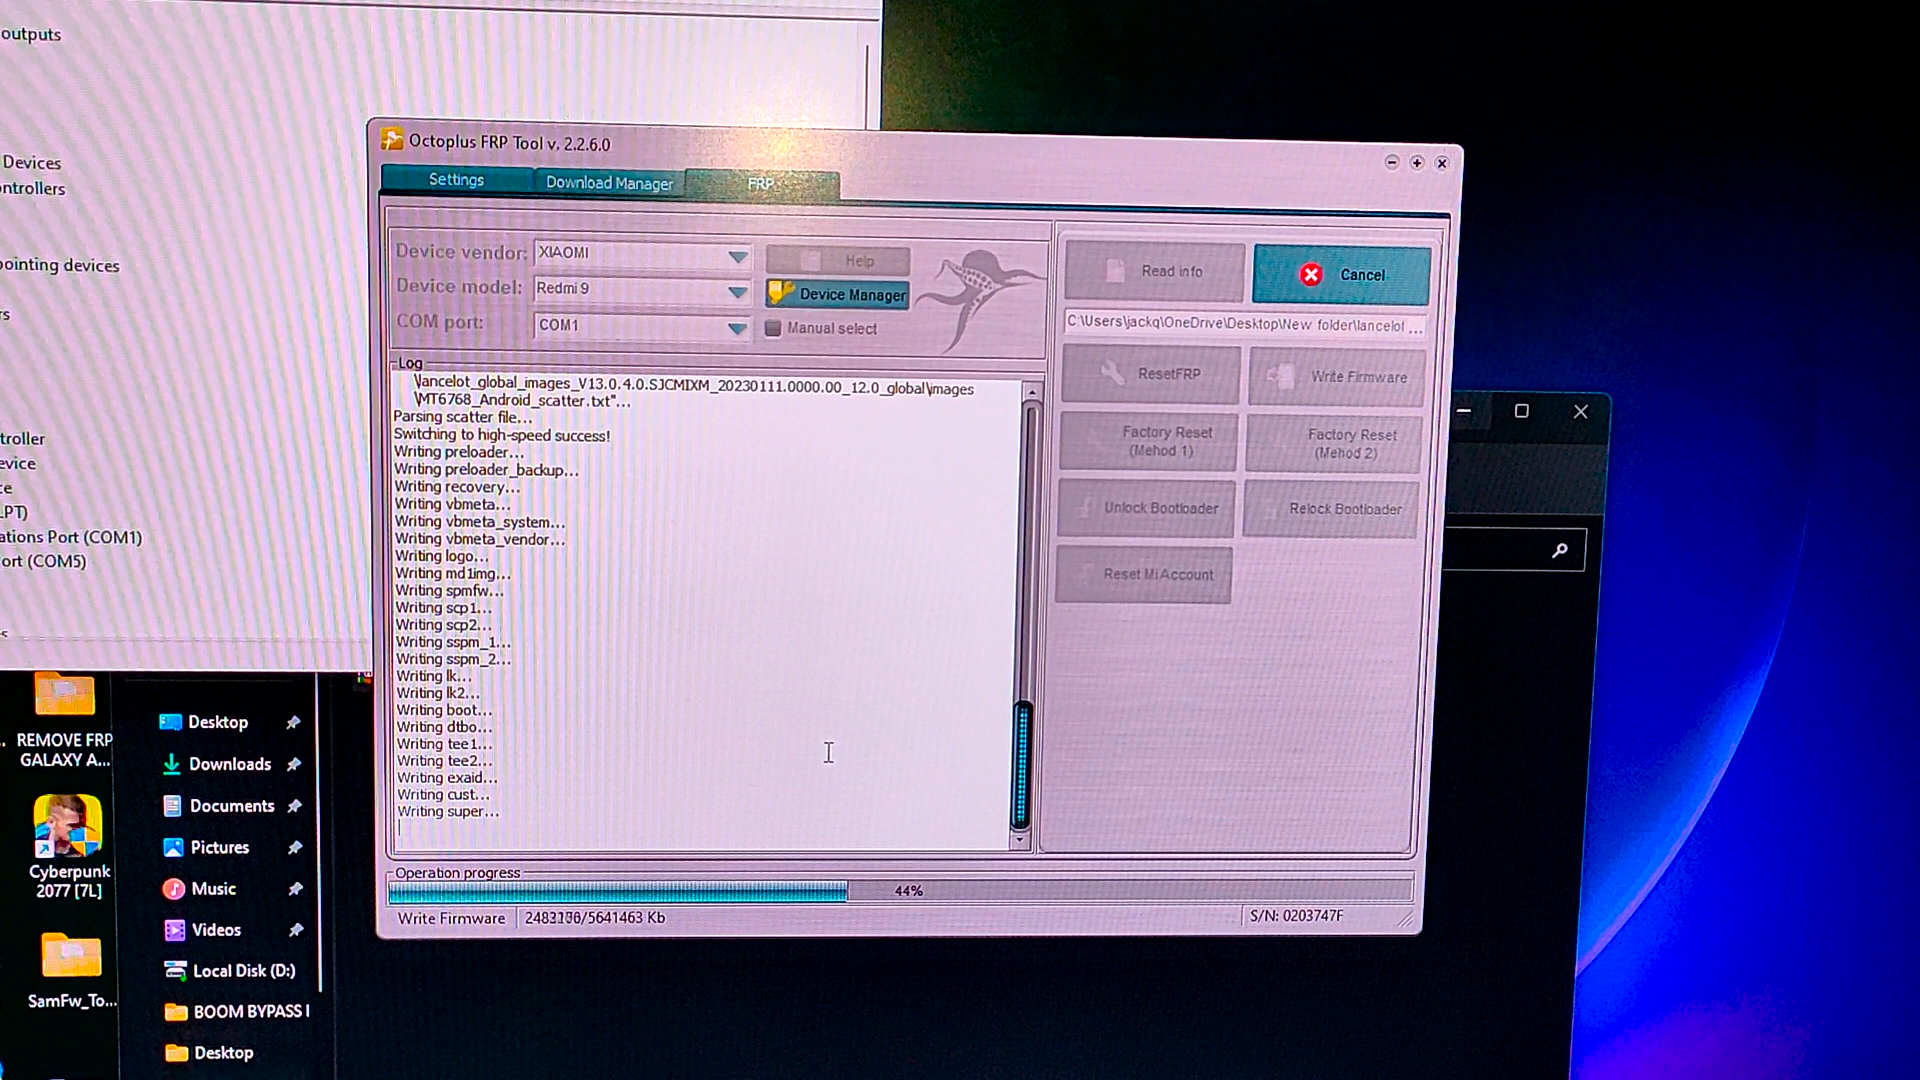 outputs
Devices
ontrollers
ointing devices
rs
troller
evice
ce
_PT)
ations Port (COM1)
ort (COM5)
REMOVE FRP
GALAXY A...
Cyberpunk
2077 [7L]
SamFw_To...
Desktop
Downloads
Documents
Pictures
Music
Videos
Local Disk (D:)
BOOM BYPASS
Desktop
Octoplus FRP Tool v. 2.2.6.0
Settings
Download Manager
FRP
Device vendor:
XIAOMI
Help
Device model:
Redmi 9
Device Manager
COM port:
COM1
Manual select
Log
\lancelot_global_images_V13.0.4.0.SJCMIXM_20230111.0000.00_12.0_global\images
\MT6768_Android_scatter.txt"...
Parsing scatter file...
Switching to high-speed success!
Writing preloader...
Writing preloader_backup...
Writing recovery...
Writing vbmeta...
Writing vbmeta_system...
Writing vbmeta_vendor...
Writing logo...
Writing md1img...
Writing spmfw...
Writing scp1...
Writing scp2...
Writing sspm_1...
Writing sspm_2...
Writing lk...
Writing lk2...
Writing boot...
Writing dtbo...
Writing tee1...
Writing tee2...
Writing exaid...
Writing cust...
Writing super...
Read info
Cancel
C:\Users\jackq\OneDrive\Desktop\New folder\lancelot ...
ResetFRP
Write Firmware
Factory Reset
(Mehod 1)
Factory Reset
(Mehod 2)
Unlock Bootloader
Relock Bootloader
Reset Mi Account
Operation progress
44%
Write Firmware
/5641463 Kb
S/N: 0203747F